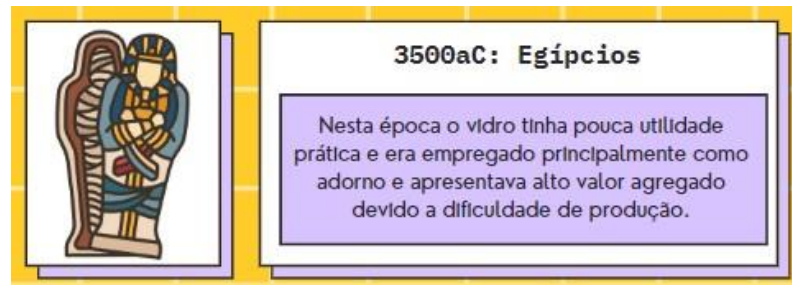 3500aC: Egípcios
Nesta época o vidro tinha pouca utilidade
prática e era empregado principalmente como
adorno e apresentava alto valor agregado
devido a dificuldade de produção.